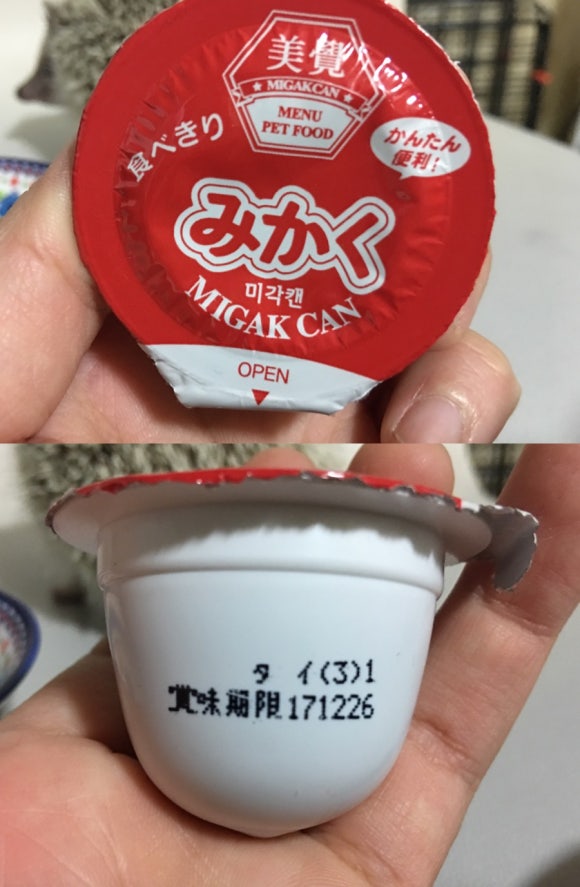 美覺
★ MIGAKCAN ★
MENU
PET FOOD
食べきり
かんたん
便利!
みかく
미각캔
MIGAK CAN
OPEN
タ イ(3)1
賞味期限171226